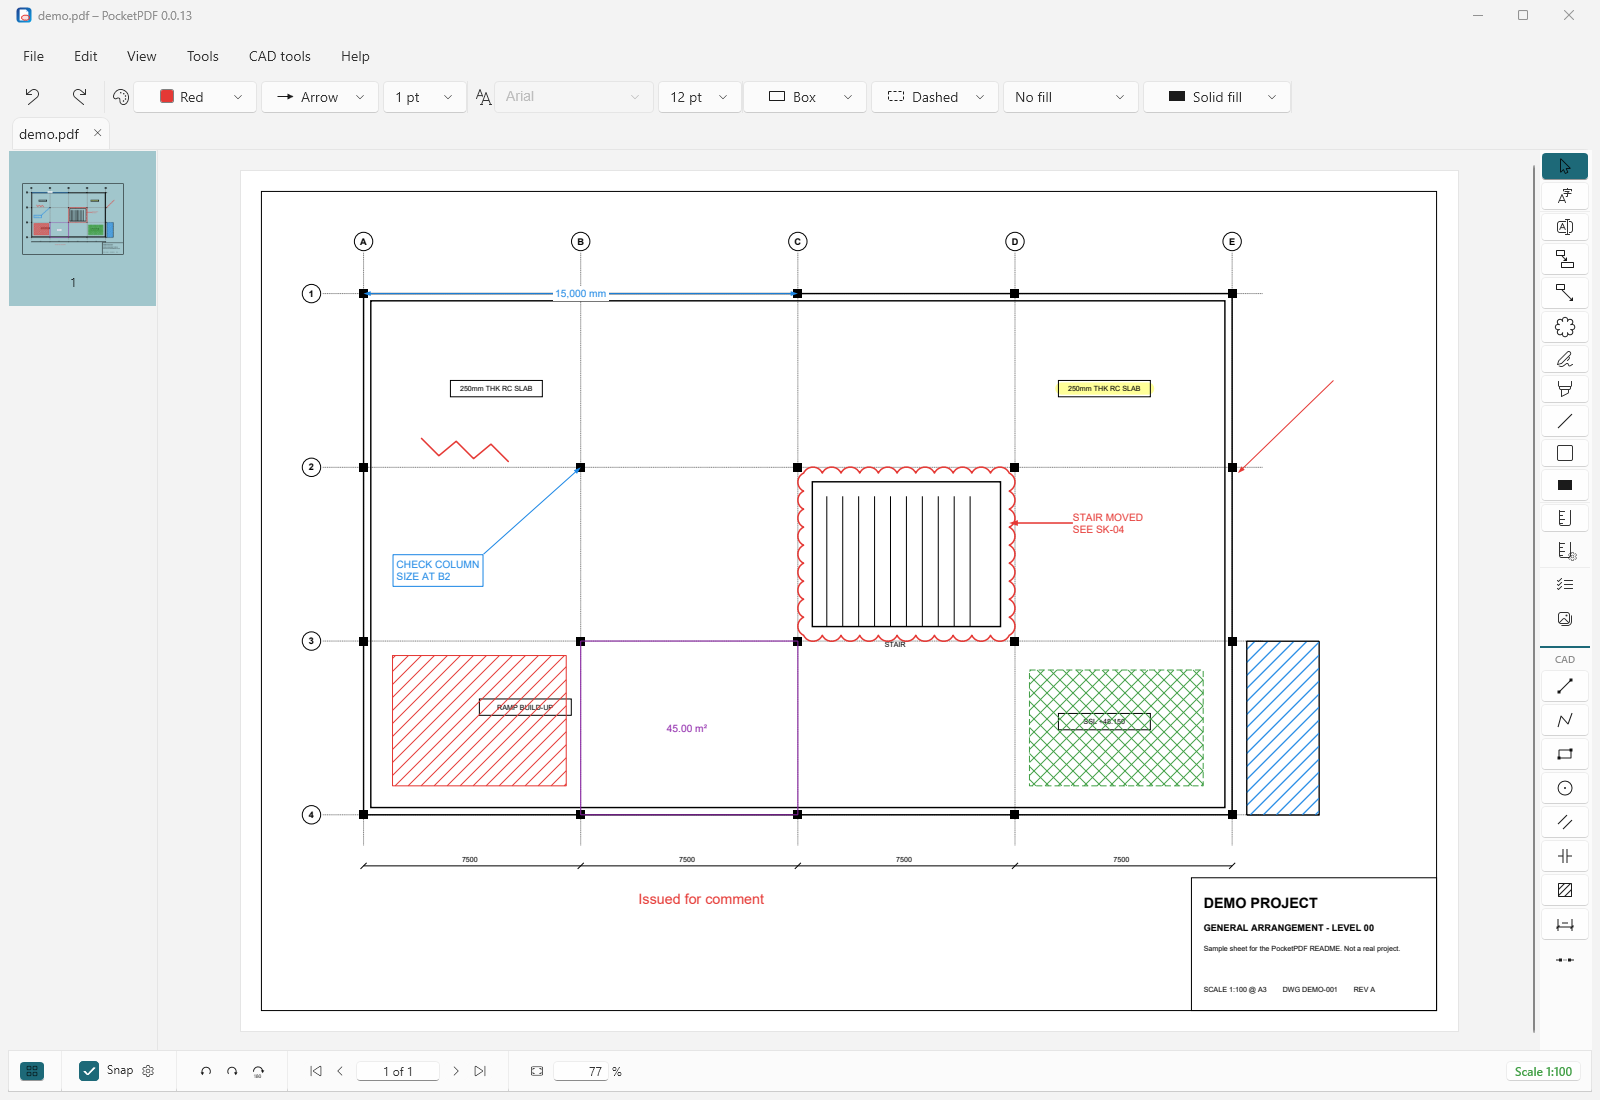 demo.pdf – PocketPDF 0.0.13
File Edit View Tools CAD tools Help
Red Arrow 1 pt Arial 12 pt Box Dashed No fill Solid fill
demo.pdf
1
A B C D E
1
15,000 mm
250mm THK RC SLAB
250mm THK RC SLAB
2
STAIR MOVED
SEE SK-04
CHECK COLUMN
SIZE AT B2
3
STAIR
RAMP BUILD-UP
45.00 m²
4
7500 7500 7500 7500
Issued for comment
DEMO PROJECT
GENERAL ARRANGEMENT - LEVEL 00
Sample sheet for the PocketPDF README. Not a real project.
SCALE 1:100 @ A3 DWG DEMO-001 REV A
CAD
Snap
180
1 of 1
77 %
Scale 1:100